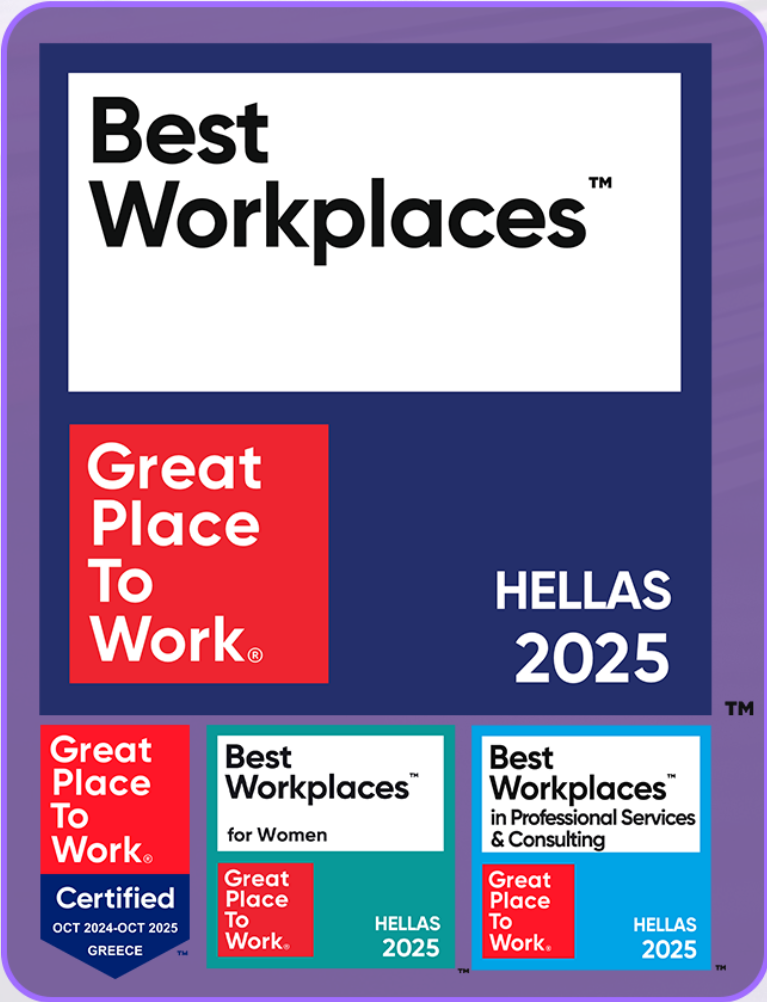 Best
Workplaces™
Great
Place
To
Work®
HELLAS
2025
™
Great
Place
To
Work®
Certified
OCT 2024-OCT 2025
GREECE
™
Best
Workplaces™
for Women
Great
Place
To
Work®
HELLAS
2025
™
Best
Workplaces™
in Professional Services
& Consulting
Great
Place
To
Work®
HELLAS
2025
™